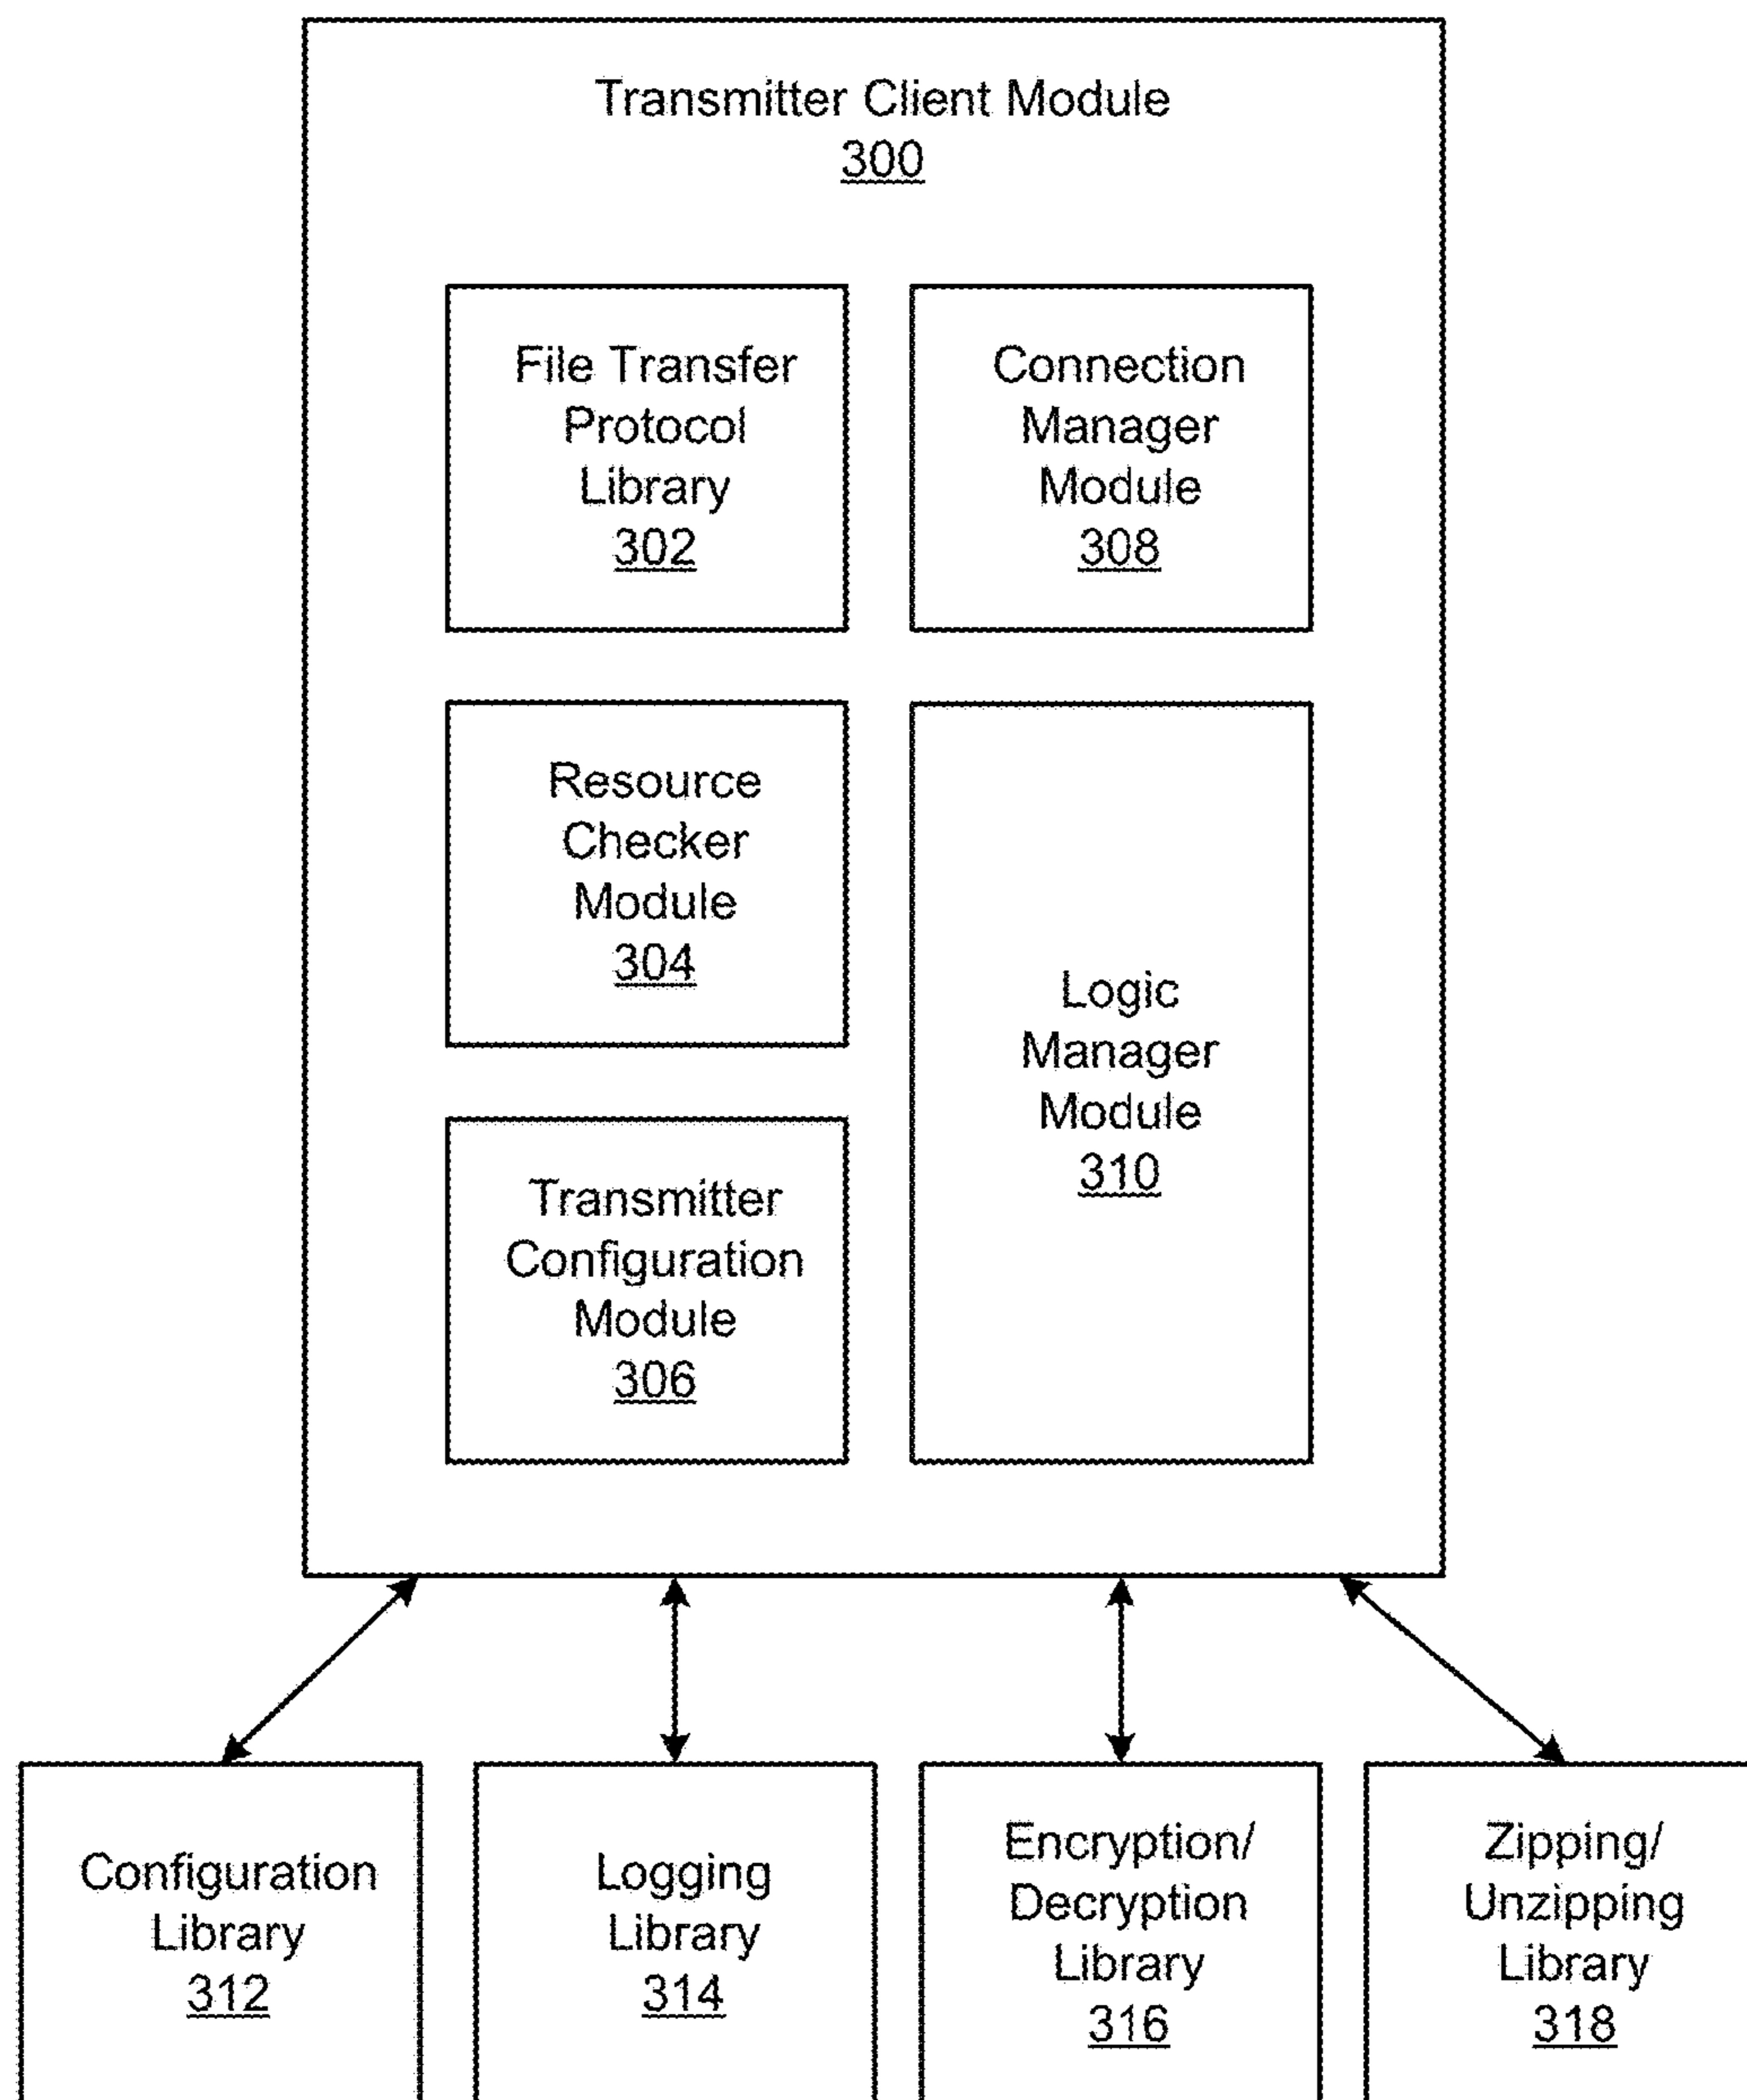 Transmitter Client Module
300
File Transfer
Protocol
Library
302
Connection
Manager
Module
308
Resource
Checker
Module
304
Logic
Manager
Module
310
Transmitter
Configuration
Module
306
Configuration
Library
312
Logging
Library
314
Encryption/
Decryption
Library
316
Zipping/
Unzipping
Library
318